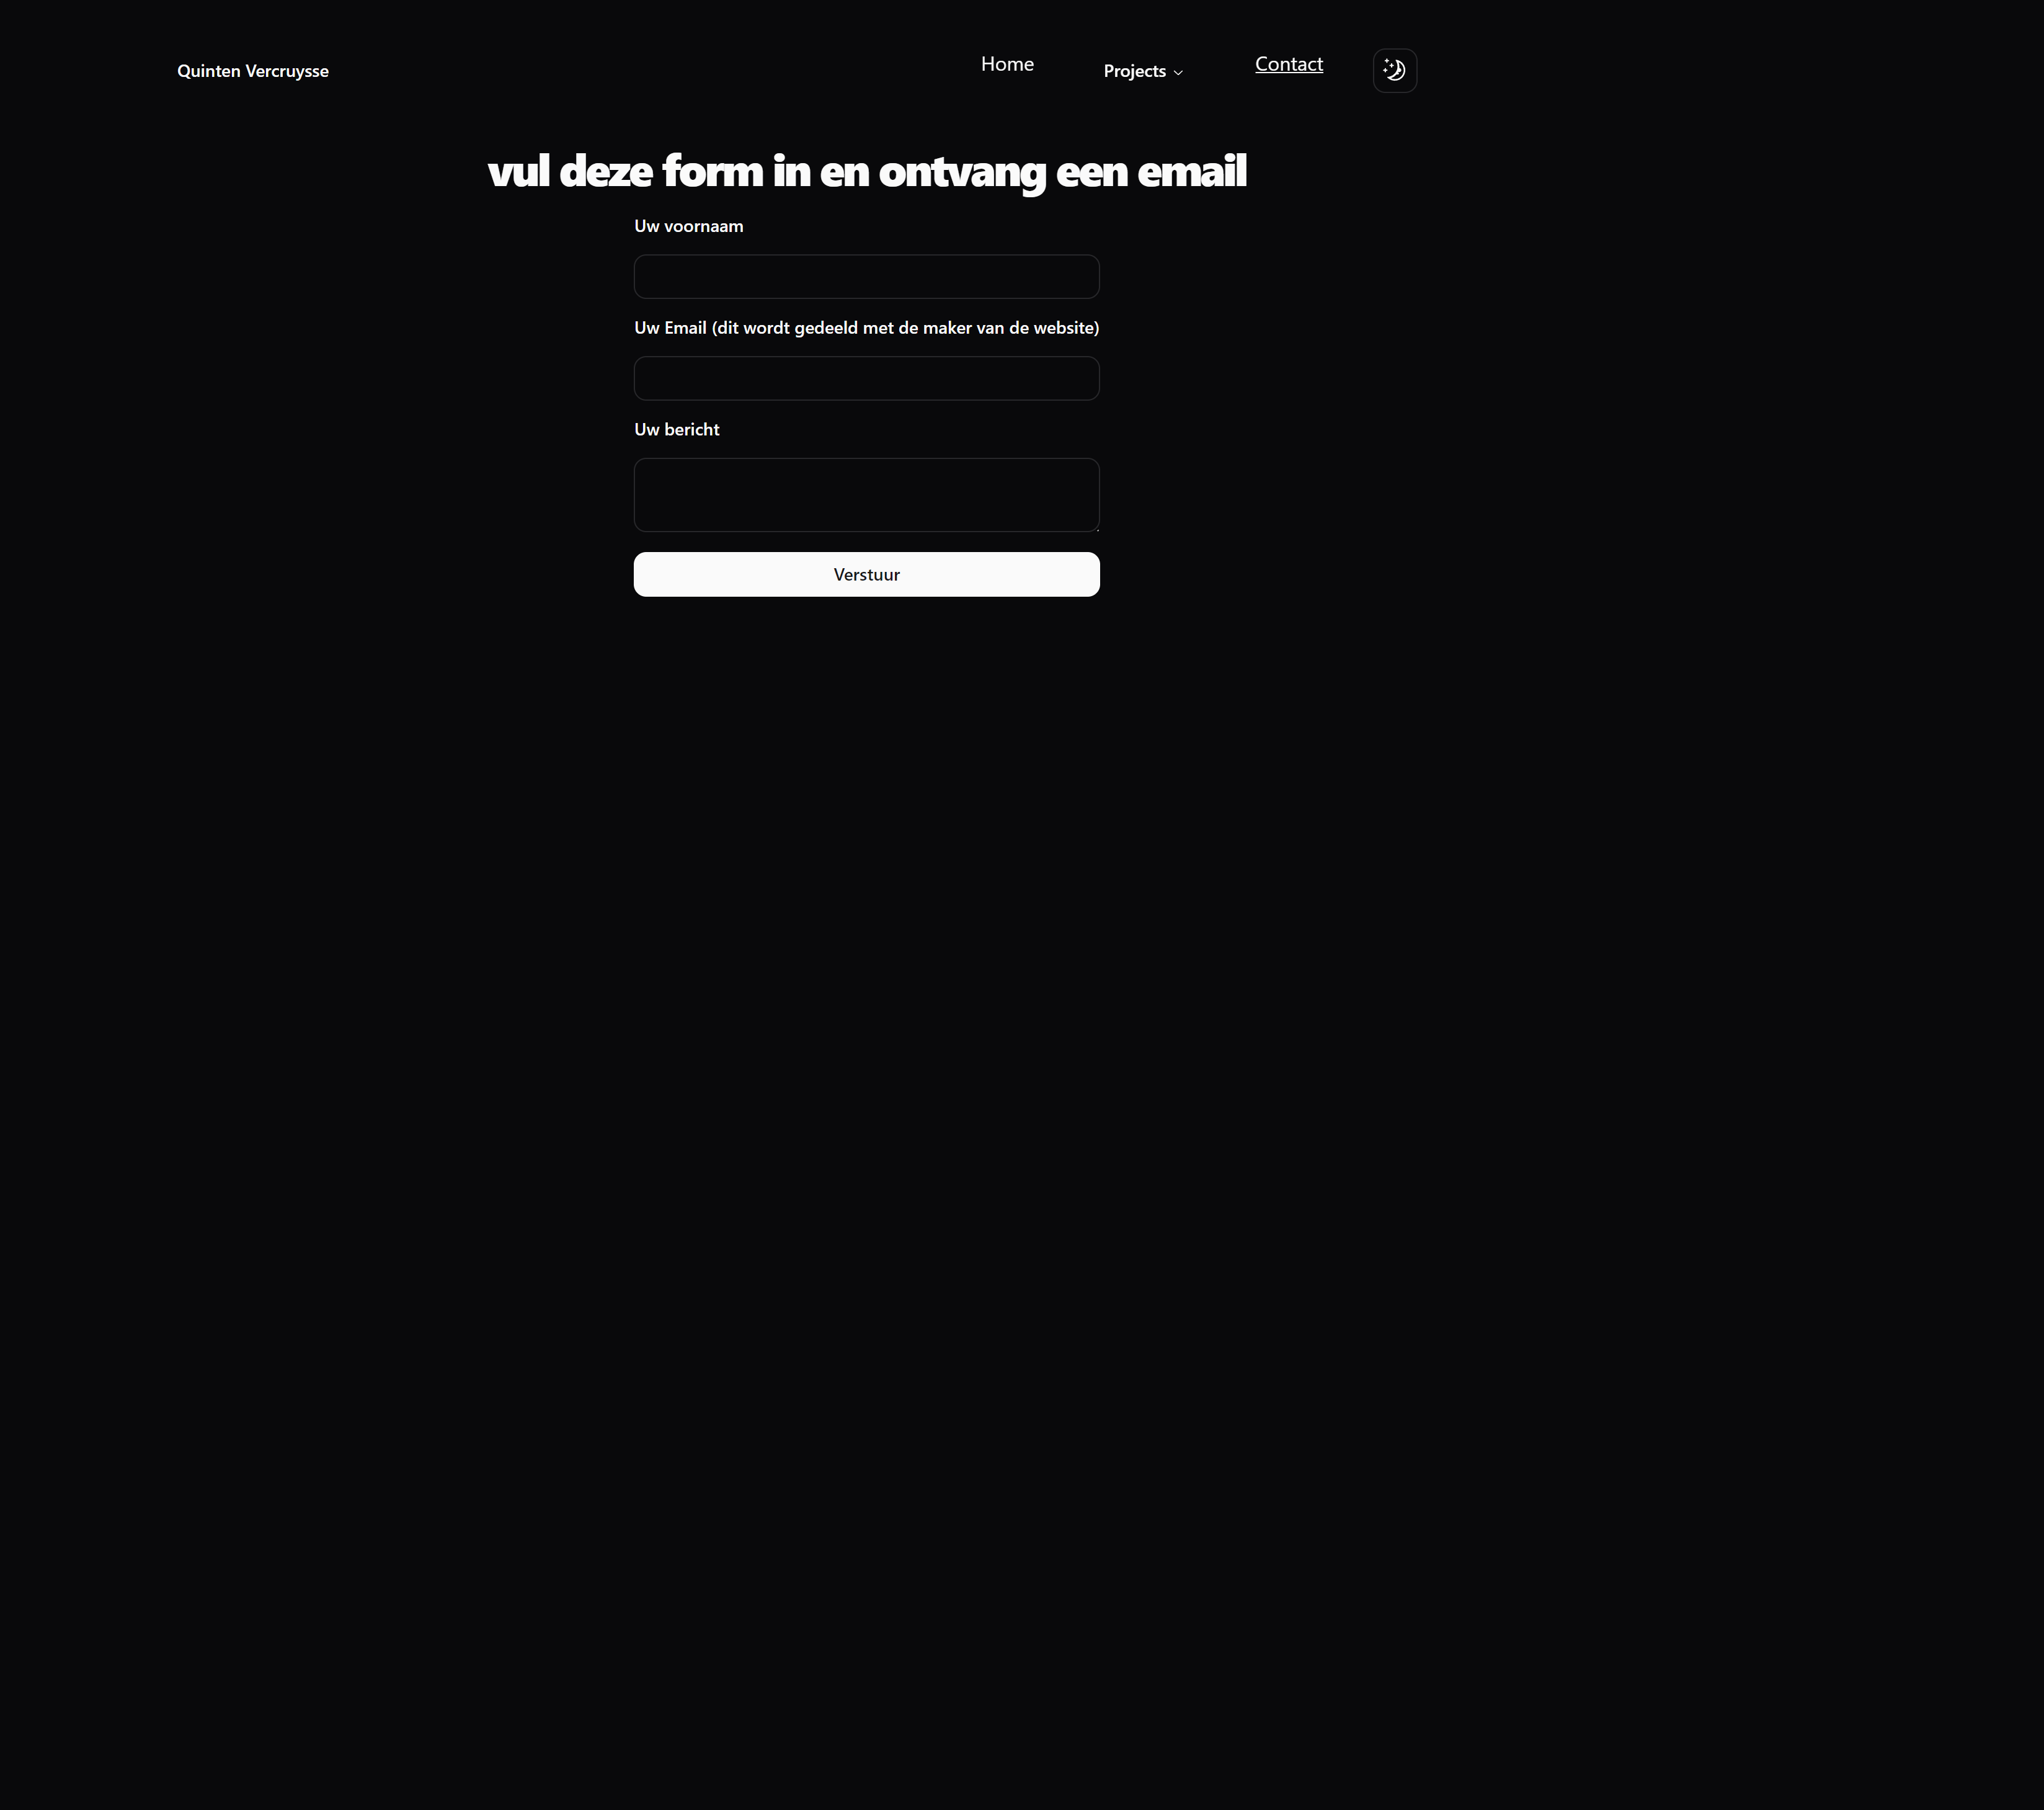 Quinten Vercruysse
Home
Projects
Contact
vul deze form in en ontvang een email
Uw voornaam
Uw Email (dit wordt gedeeld met de maker van de website)
Uw bericht
Verstuur